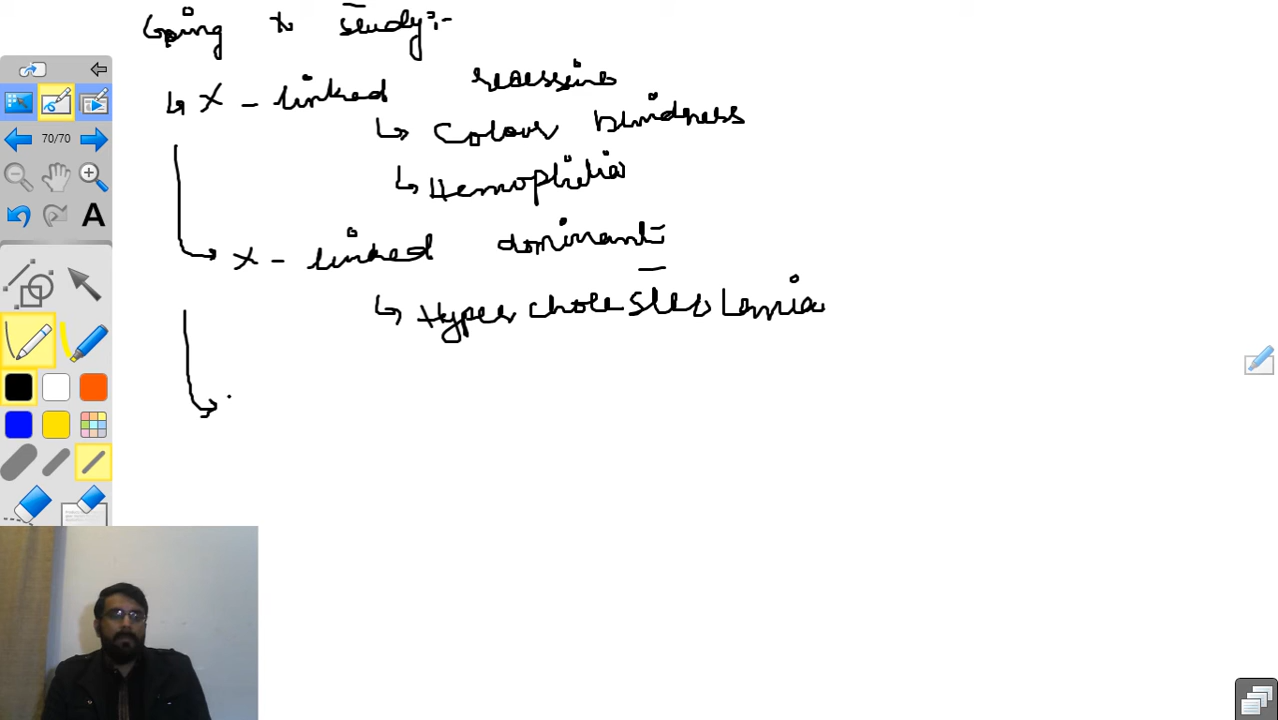 Going to study:-
↳ X - linked recessive
↳ Colour Blindness
↳ Hemophilia
70/70
→ X - linked dominant
A
↳ Hyper cholesterolemia